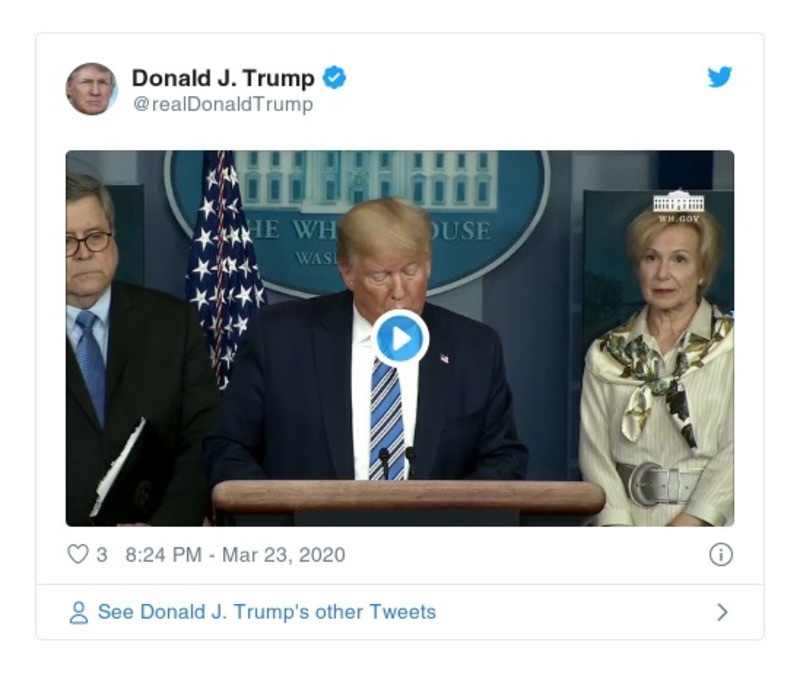 Donald J. Trump
@realDonaldTrump
THE WH OUSE
WAS
WH.GOV
3 8:24 PM - Mar 23, 2020
See Donald J. Trump's other Tweets